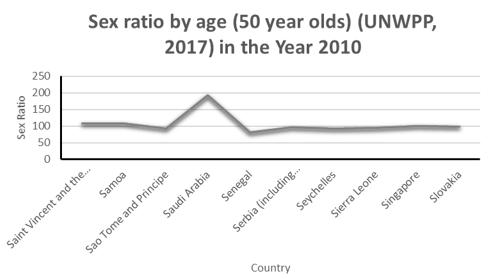 Sex ratio by age (50 year olds) (UNWPP,
2017) in the Year 2010
250
200
150
100
50
0
Sex Ratio
Saint Vincent and the...
Samoa
Sao Tome and Principe
Saudi Arabia
Senegal
Serbia (including...
Seychelles
Sierra Leone
Singapore
Slovakia
Country